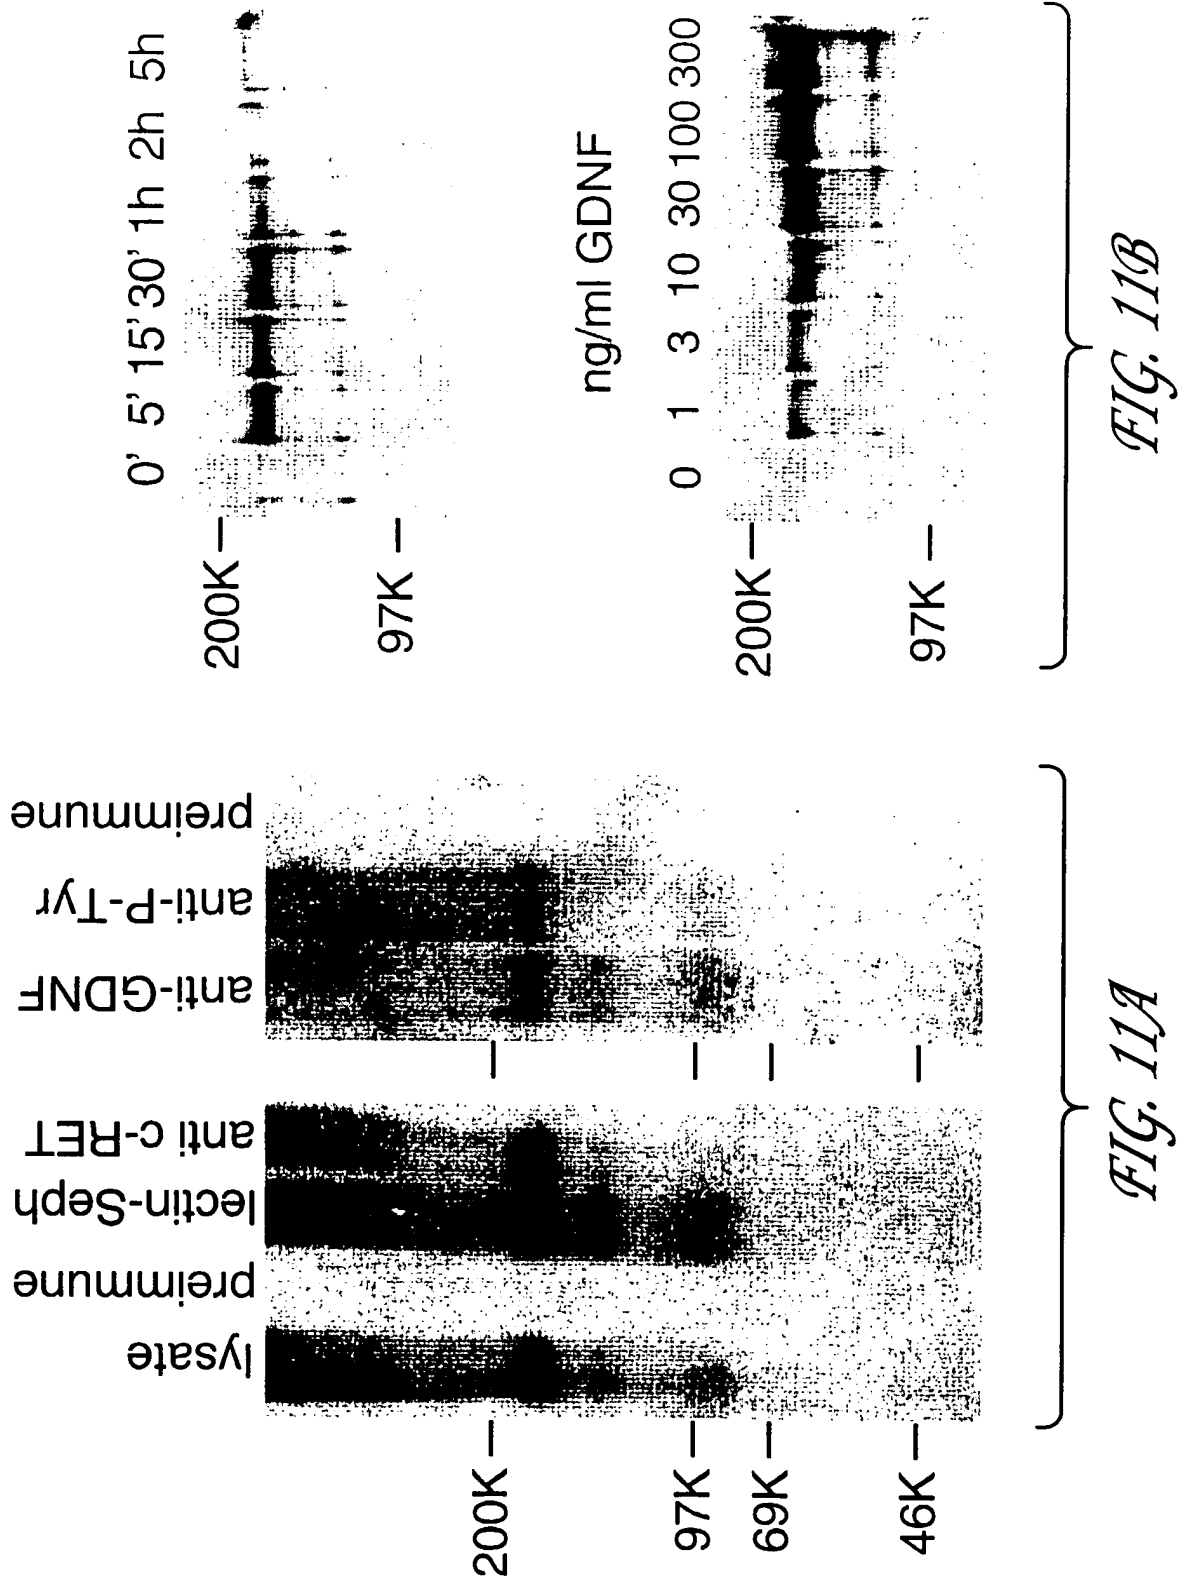 lysate
preimmune
lectin-Seph
anti c-RET
anti-GDNF
anti-P-Tyr
preimmune
200K
97K
69K
46K
FIG. 11A
0' 5' 15' 30' 1h 2h 5h
200K
97K
ng/ml GDNF
0 1 3 10 30 100 300
200K
97K
FIG. 11B